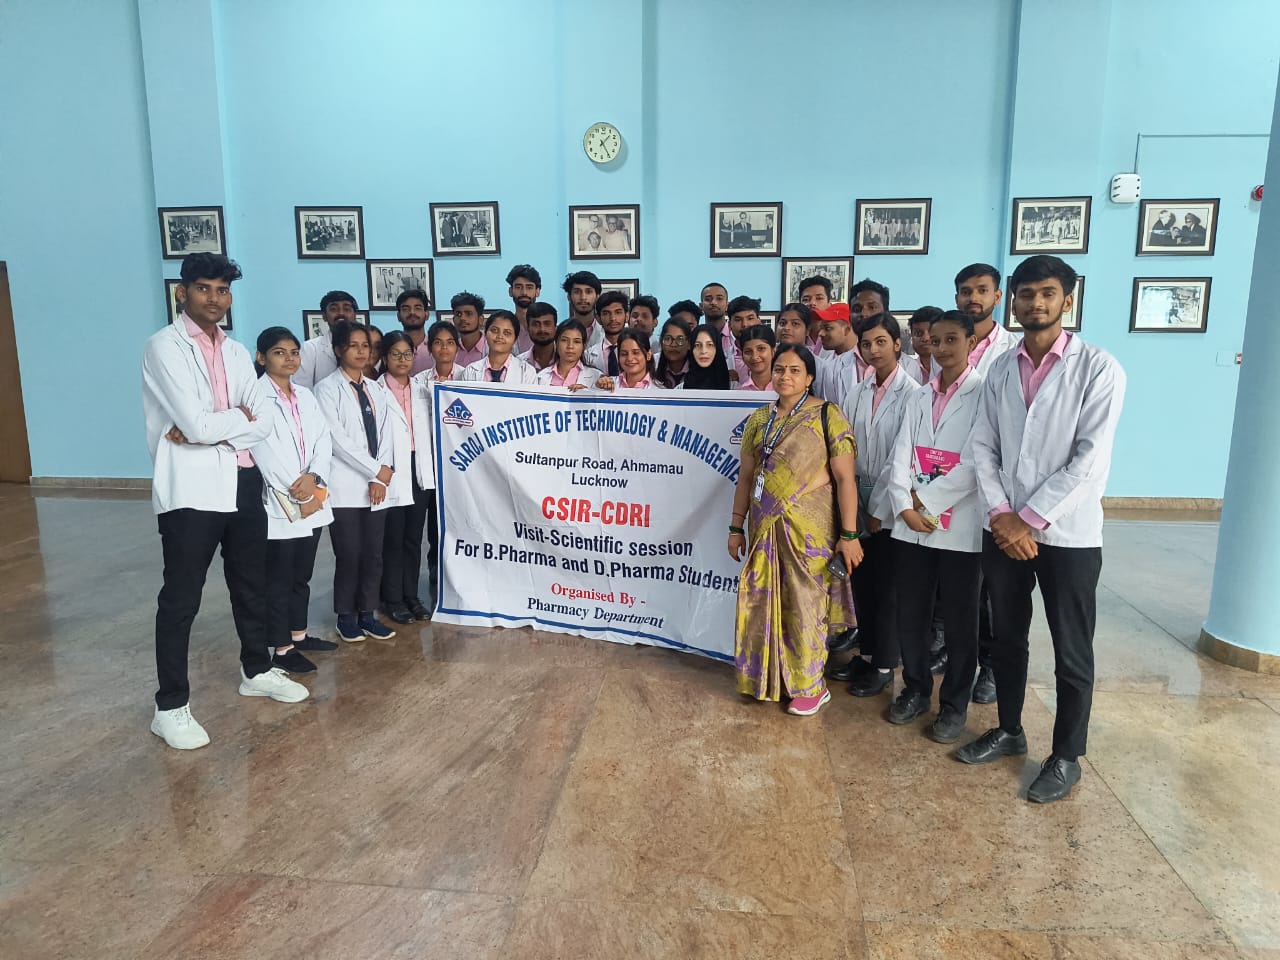 SFG
SAROJ INSTITUTE OF TECHNOLOGY & MANAGEME
Sultanpur Road, Ahmamau
Lucknow
CSIR-CDRI
Visit-Scientific session
For B.Pharma and D.Pharma Student
Organised By -
Pharmacy Department